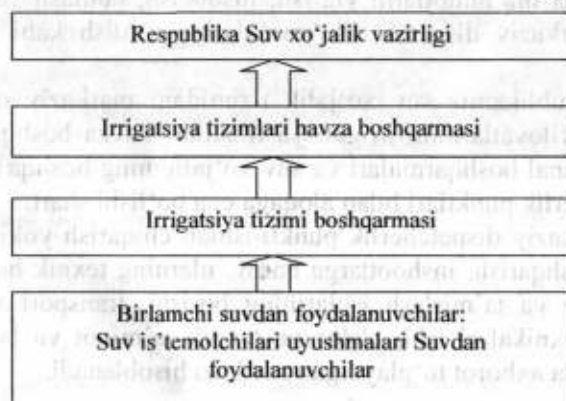 Respublika Suv xo‘jalik vazirligi
Irrigatsiya tizimlari havza boshqarmasi
Irrigatsiya tizimi boshqarmasi
Birlamchi suvdan foydalanuvchilar:
Suv is’temolchilari uyushmalari Suvdan
foydalanuvchilar